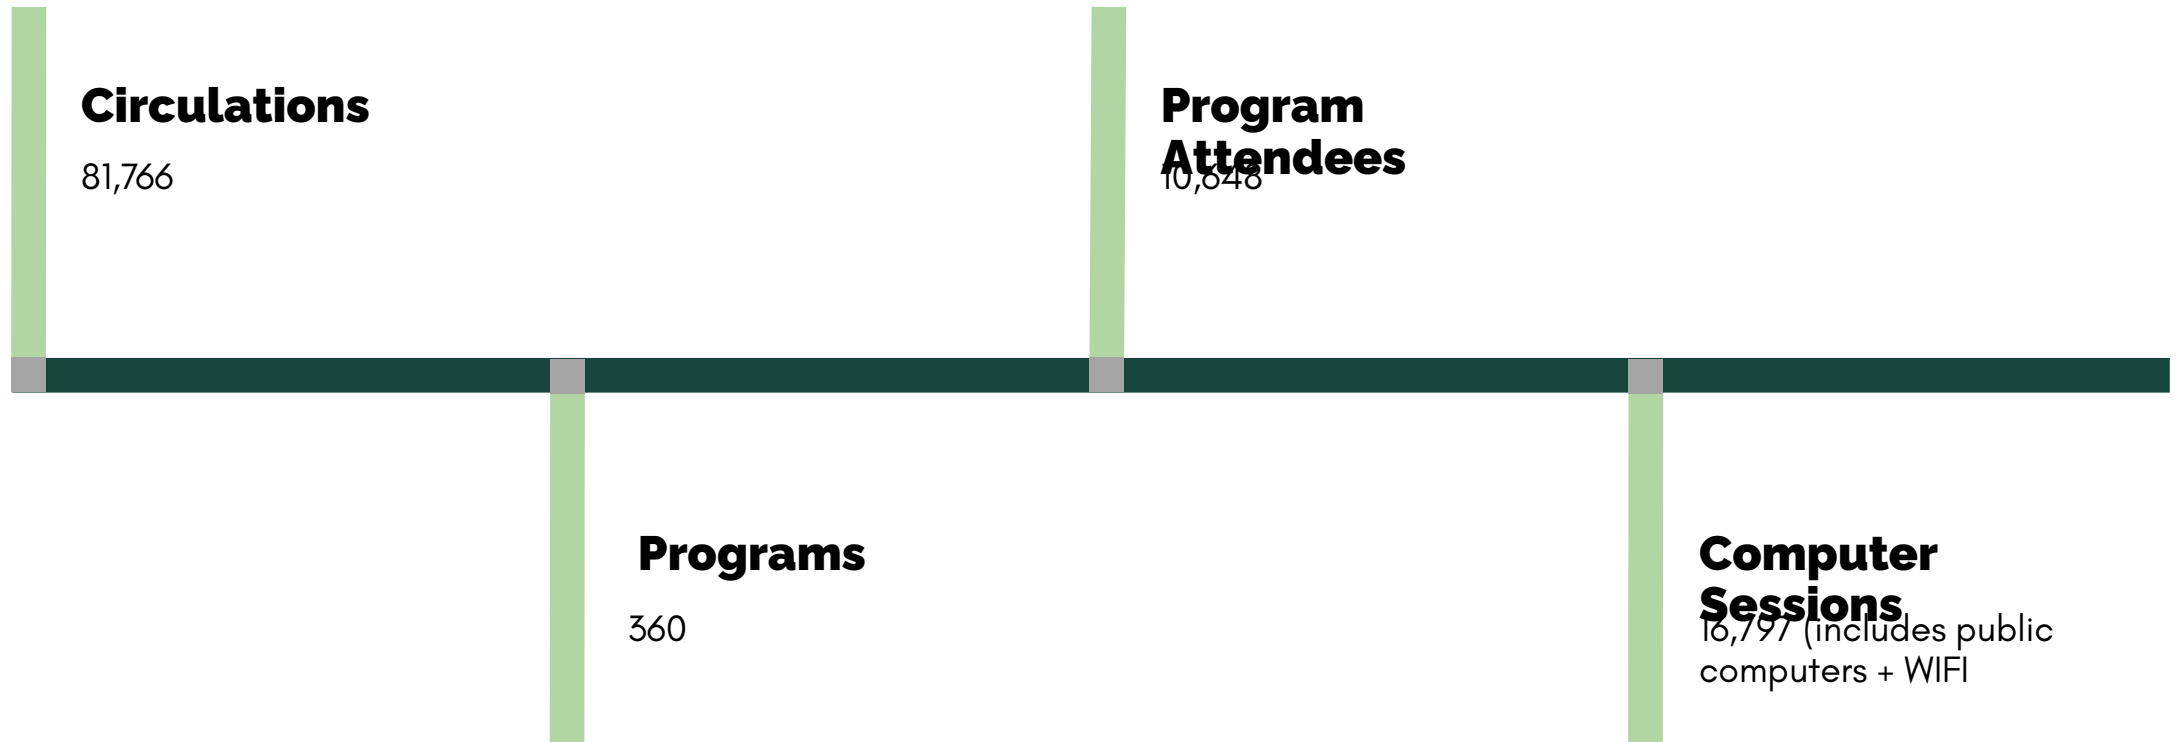 Circulations
81,766
Programs
360
Program
Attendees
10,648
Computer
Sessions
16,797 (includes public
computers + WIFI